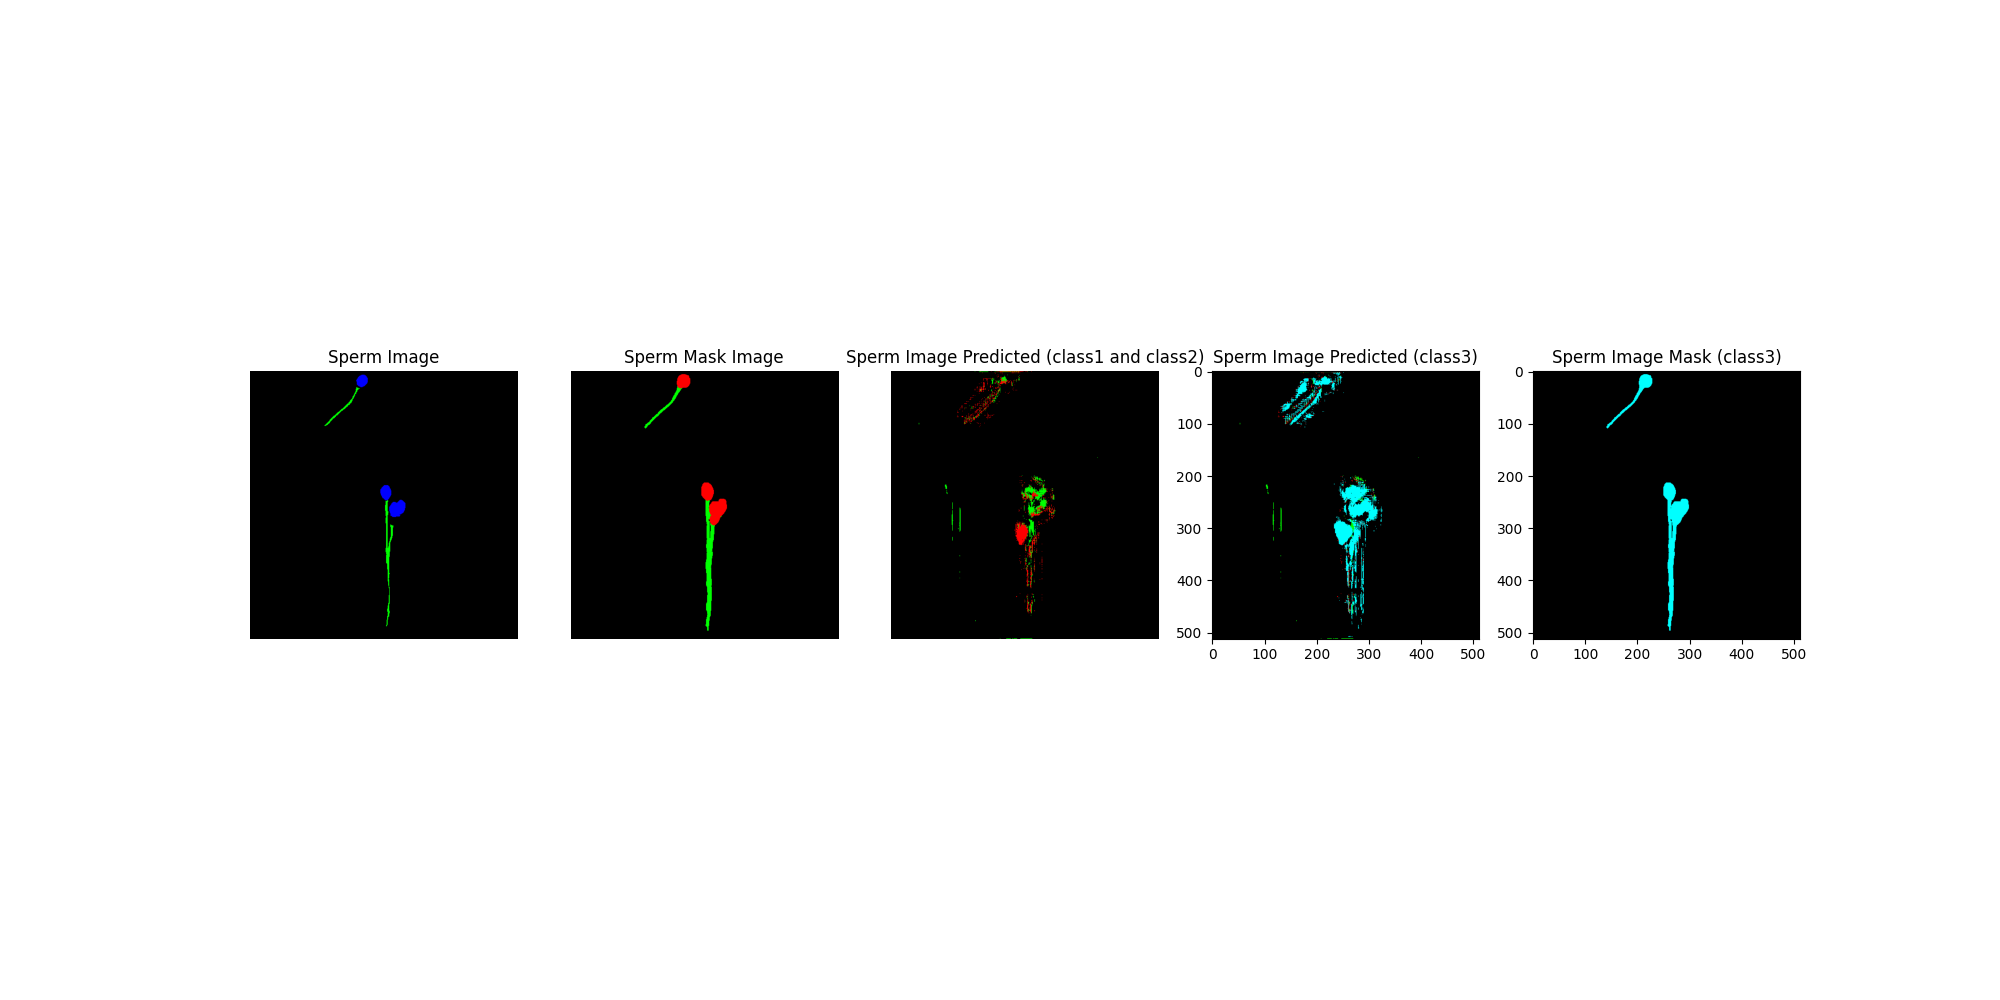 Sperm Image
Sperm Mask Image
Sperm Image Predicted (class1 and class2)
Sperm Image Predicted (class3)
Sperm Image Mask (class3)
0
100
200
300
400
500
0 100 200 300 400 500
0
100
200
300
400
500
0 100 200 300 400 500